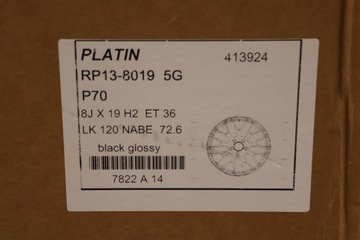 PLATIN 413924
RP13-8019 5G
P70
8J X 19 H2 ET 36
LK 120 NABE 72.6
black glossy
7822 A 14